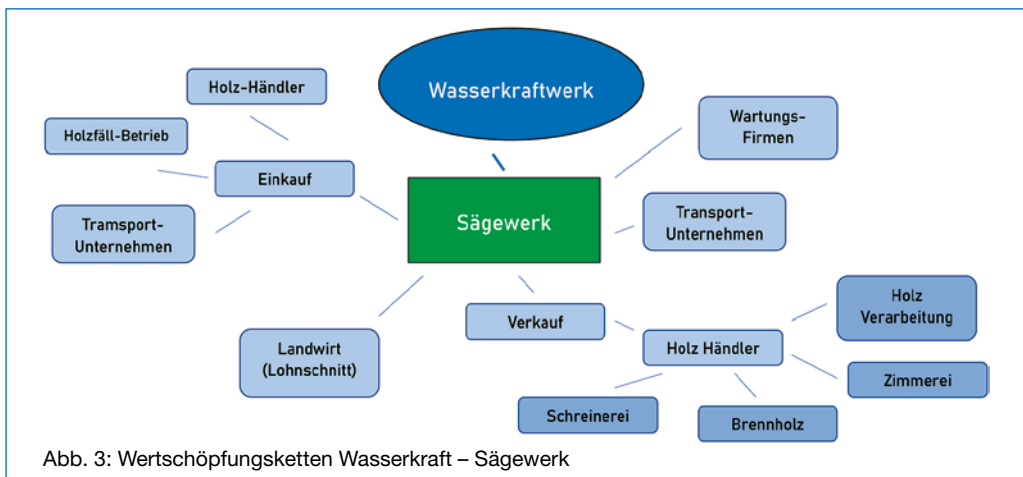 Wasserkraftwerk
Holz-Händler
Holzfäll-Betrieb
Einkauf
Tramsport-
Unternehmen
Sägewerk
Wartungs-
Firmen
Transport-
Unternehmen
Landwirt
(Lohnschnitt)
Verkauf
Holz Händler
Holz
Verarbeitung
Zimmerei
Schreinerei
Brennholz
Abb. 3: Wertschöpfungsketten Wasserkraft – Sägewerk